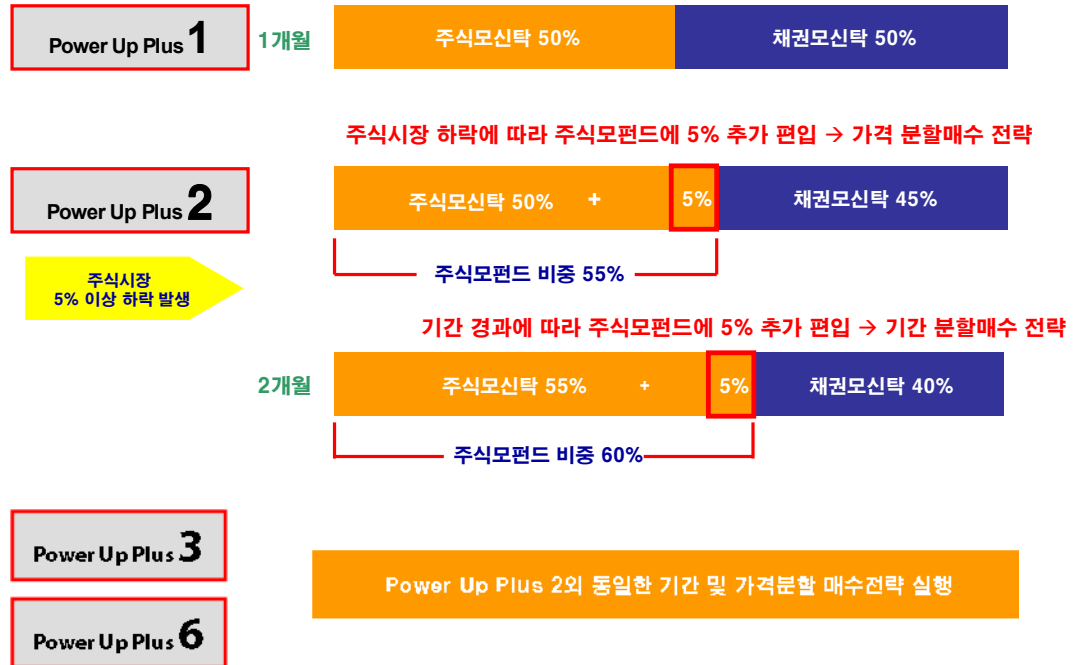 Power Up Plus 1
1개월
주식모신탁 50%
채권모신탁 50%
주식시장 하락에 따라 주식모펀드에 5% 추가 편입 → 가격 분할매수 전략
Power Up Plus 2
주식모신탁 50% + 5%
채권모신탁 45%
주식모펀드 비중 55%
주식시장
5% 이상 하락 발생
기간 경과에 따라 주식모펀드에 5% 추가 편입 → 기간 분할매수 전략
2개월
주식모신탁 55% + 5%
채권모신탁 40%
주식모펀드 비중 60%
Power Up Plus 3
Power Up Plus 2외 동일한 기간 및 가격분할 매수전략 실행
Power Up Plus 6